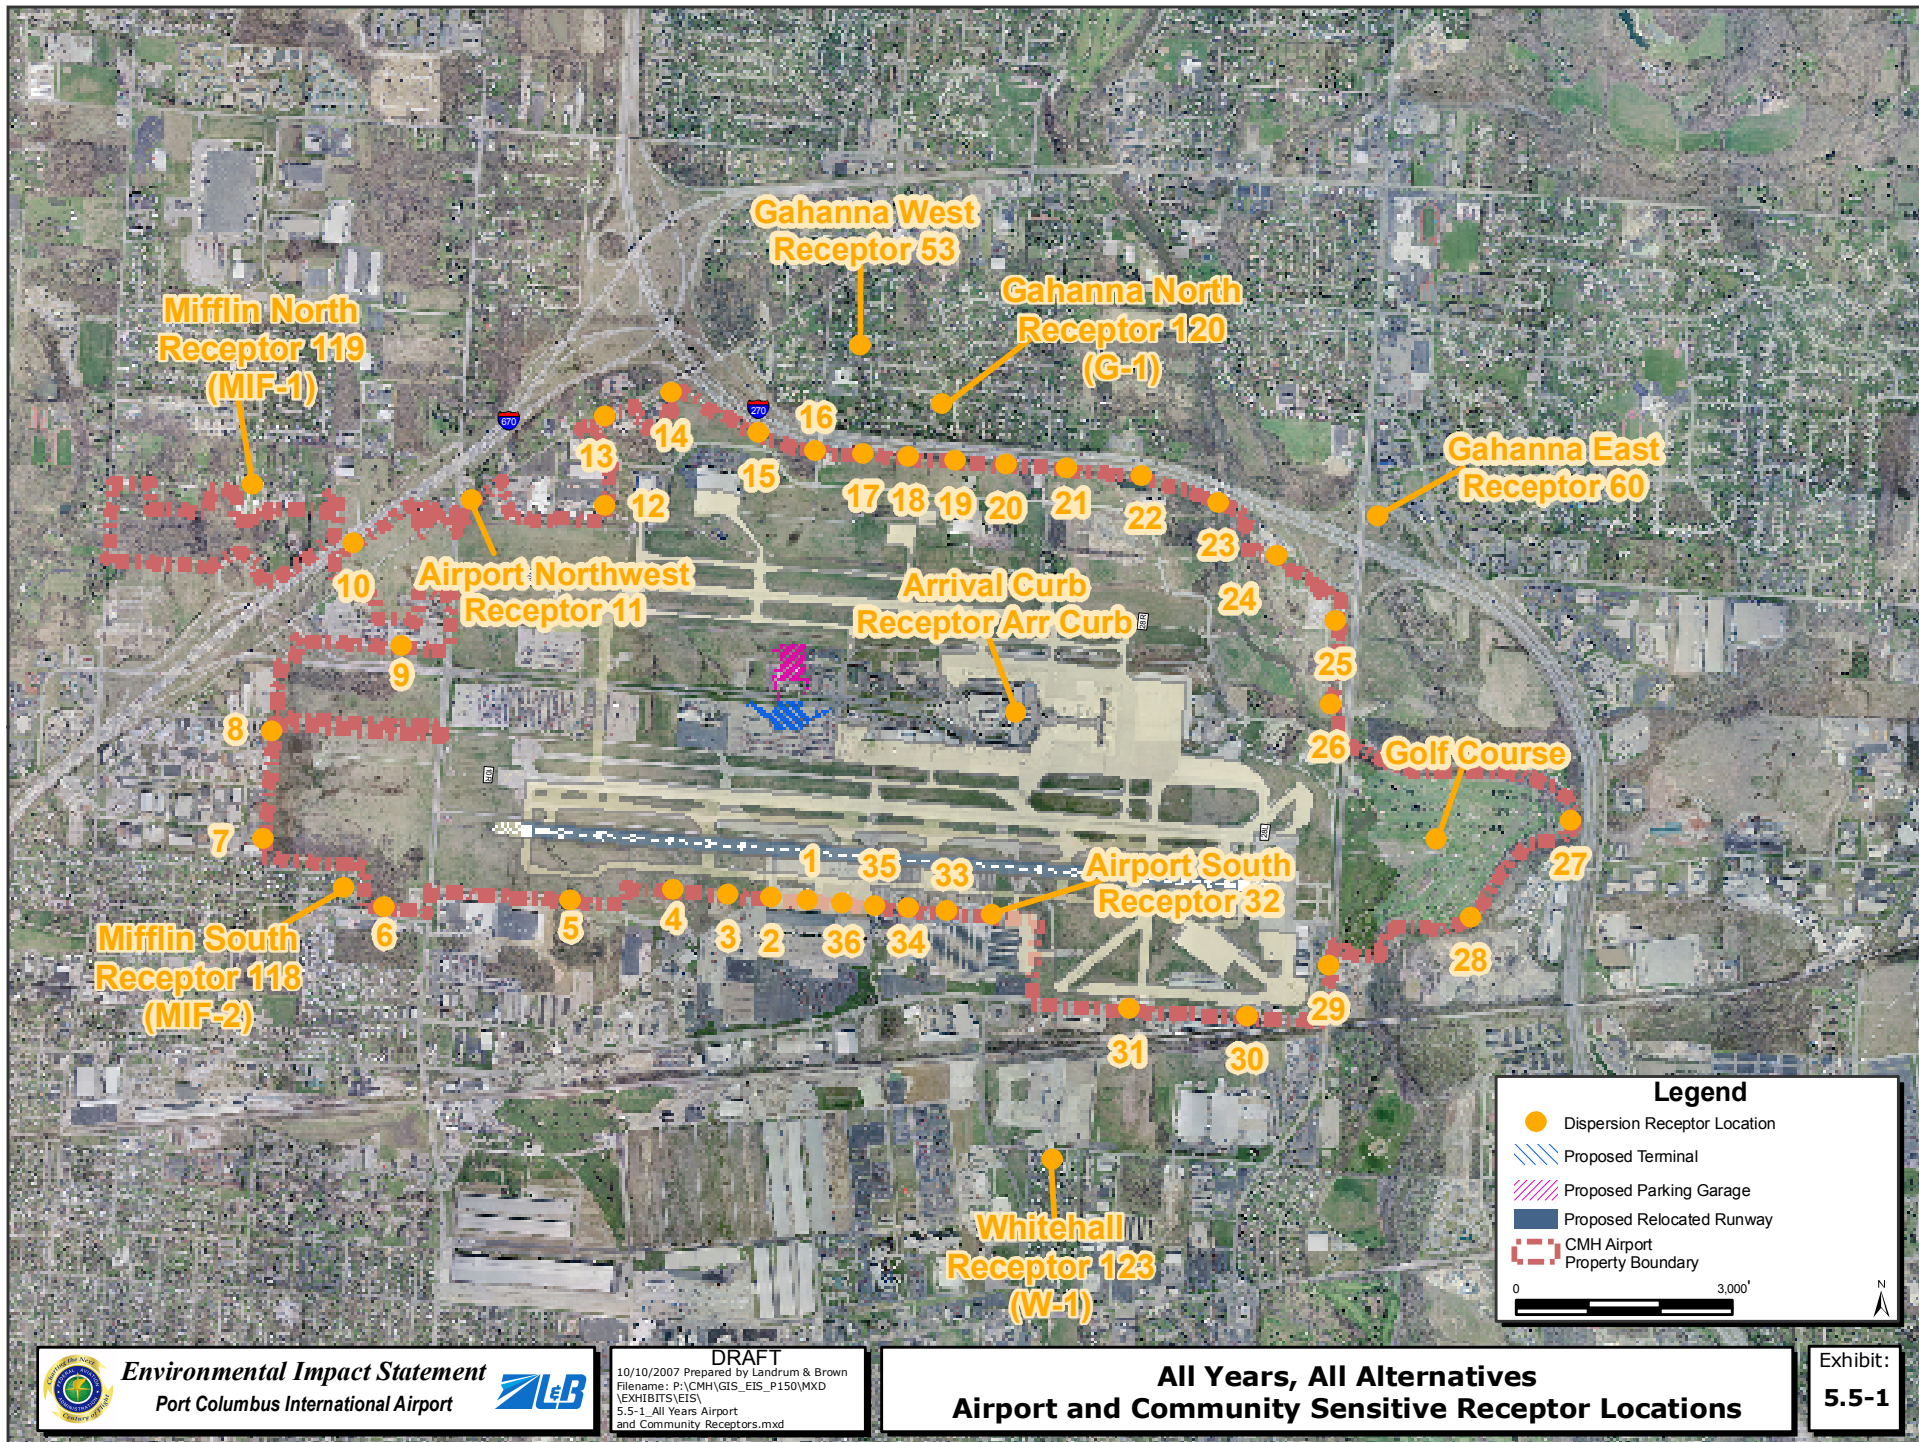 Gahanna West
Receptor 53
Gahanna North
Receptor 120
(G-1)
Mifflin North
Receptor 119
(MIF-1)
670
270
16
14
13
15
12
17
18
19
20
21
22
23
24
Gahanna East
Receptor 60
10
Airport Northwest
Receptor 11
Arrival Curb
Receptor Arr Curb
28R
9
25
8
26
Golf Course
10R
7
28L
1
35
33
Airport South
Receptor 32
27
6
5
4
3
2
36
34
28
Mifflin South
Receptor 118
(MIF-2)
29
31
30
Whitehall
Receptor 123
(W-1)
Legend
Dispersion Receptor Location
Proposed Terminal
Proposed Parking Garage
Proposed Relocated Runway
CMH Airport
Property Boundary
0 3,000'
N
Environmental Impact Statement
Port Columbus International Airport
L&B
DRAFT
10/10/2007 Prepared by Landrum & Brown
Filename: P:\CMH\GIS_EIS_P150\MXD
\EXHIBITS\EIS\
5.5-1_All Years Airport
and Community Receptors.mxd
All Years, All Alternatives
Airport and Community Sensitive Receptor Locations
Exhibit:
5.5-1